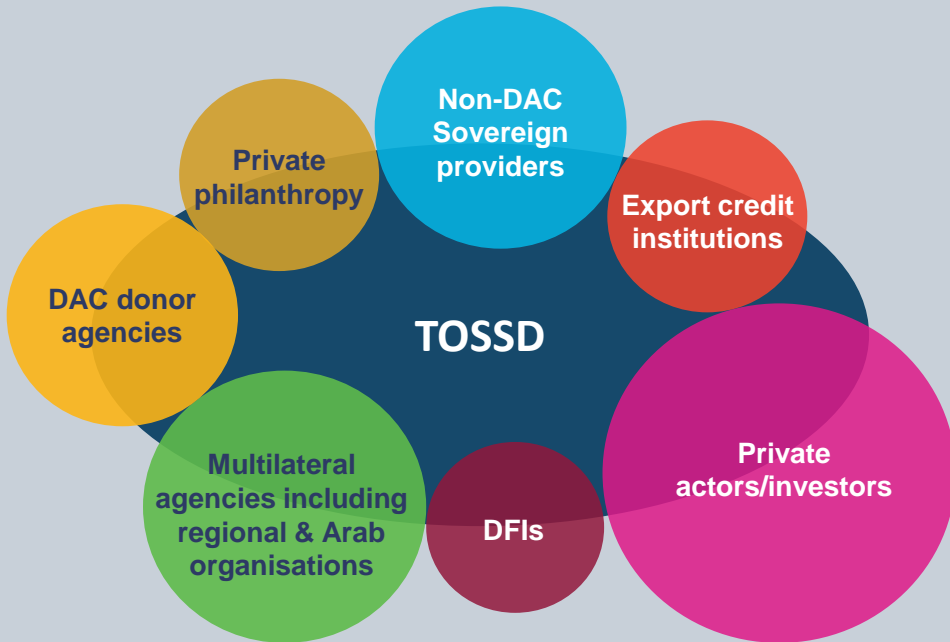 Non-DAC
Sovereign
providers
Private
philanthropy
Export credit
institutions
DAC donor
agencies
TOSSD
Multilateral
agencies including
regional & Arab
organisations
DFIs
Private
actors/investors